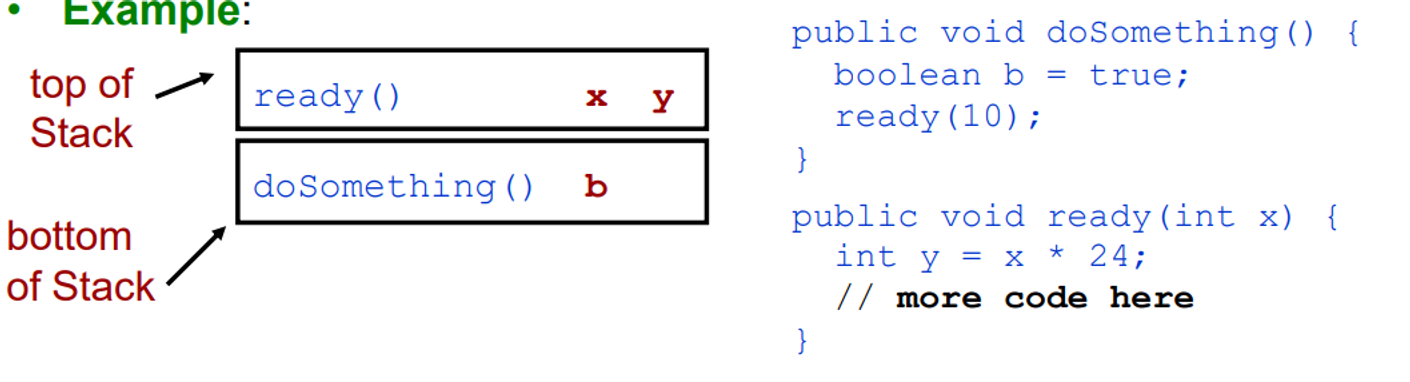 • Example:
top of
Stack
ready() x y
doSomething() b
bottom
of Stack
public void doSomething() {
boolean b = true;
ready(10);
}
public void ready(int x) {
int y = x * 24;
// more code here
}